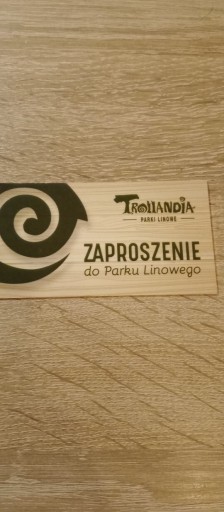 TROLLANDIA
PARKI LINOWE
ZAPROSZENIE
do Parku Linowego